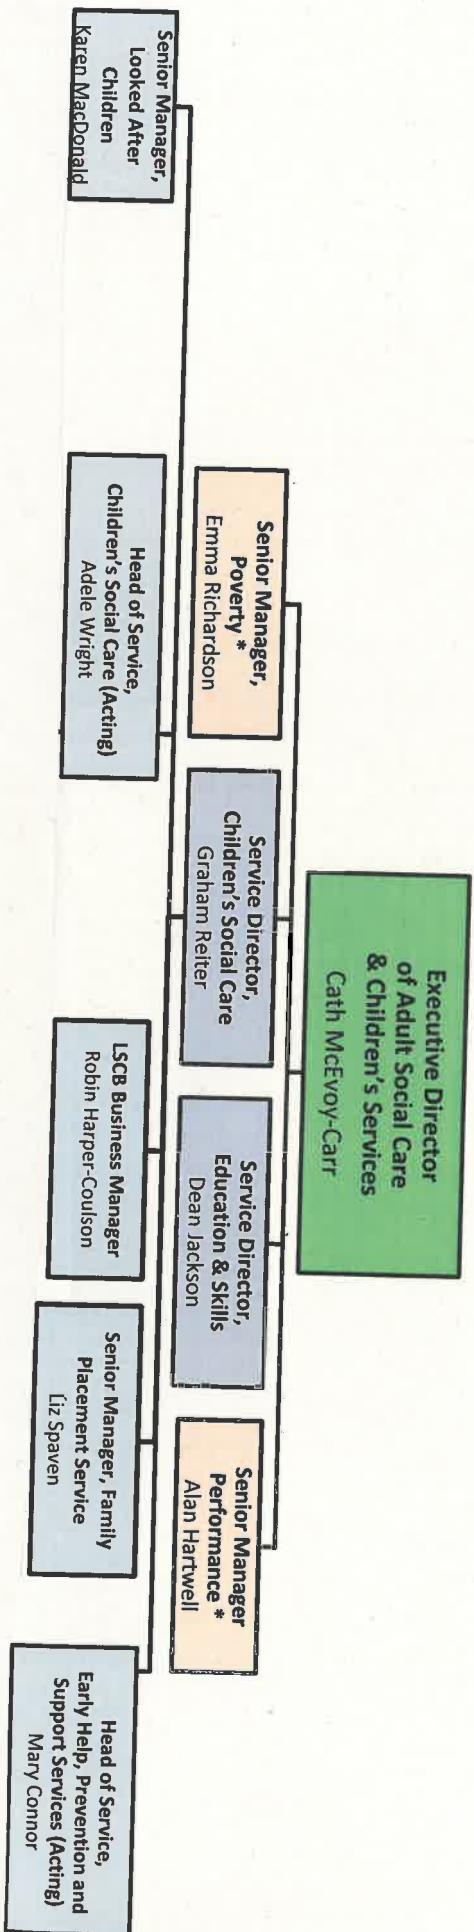 Executive Director
of Adult Social Care
& Children's Services
Cath McEvoy-Carr
Senior Manager,
Poverty *
Emma Richardson
Service Director,
Children's Social Care
Graham Reiter
Service Director,
Education & Skills
Dean Jackson
Senior Manager
Performance *
Alan Hartwell
Senior Manager,
Looked After
Children
Karen MacDonald
Head of Service,
Children's Social Care (Acting)
Adele Wright
LSCB Business Manager
Robin Harper-Coulson
Senior Manager, Family
Placement Service
Liz Spaven
Head of Service,
Early Help, Prevention and
Support Services (Acting)
Mary Connor